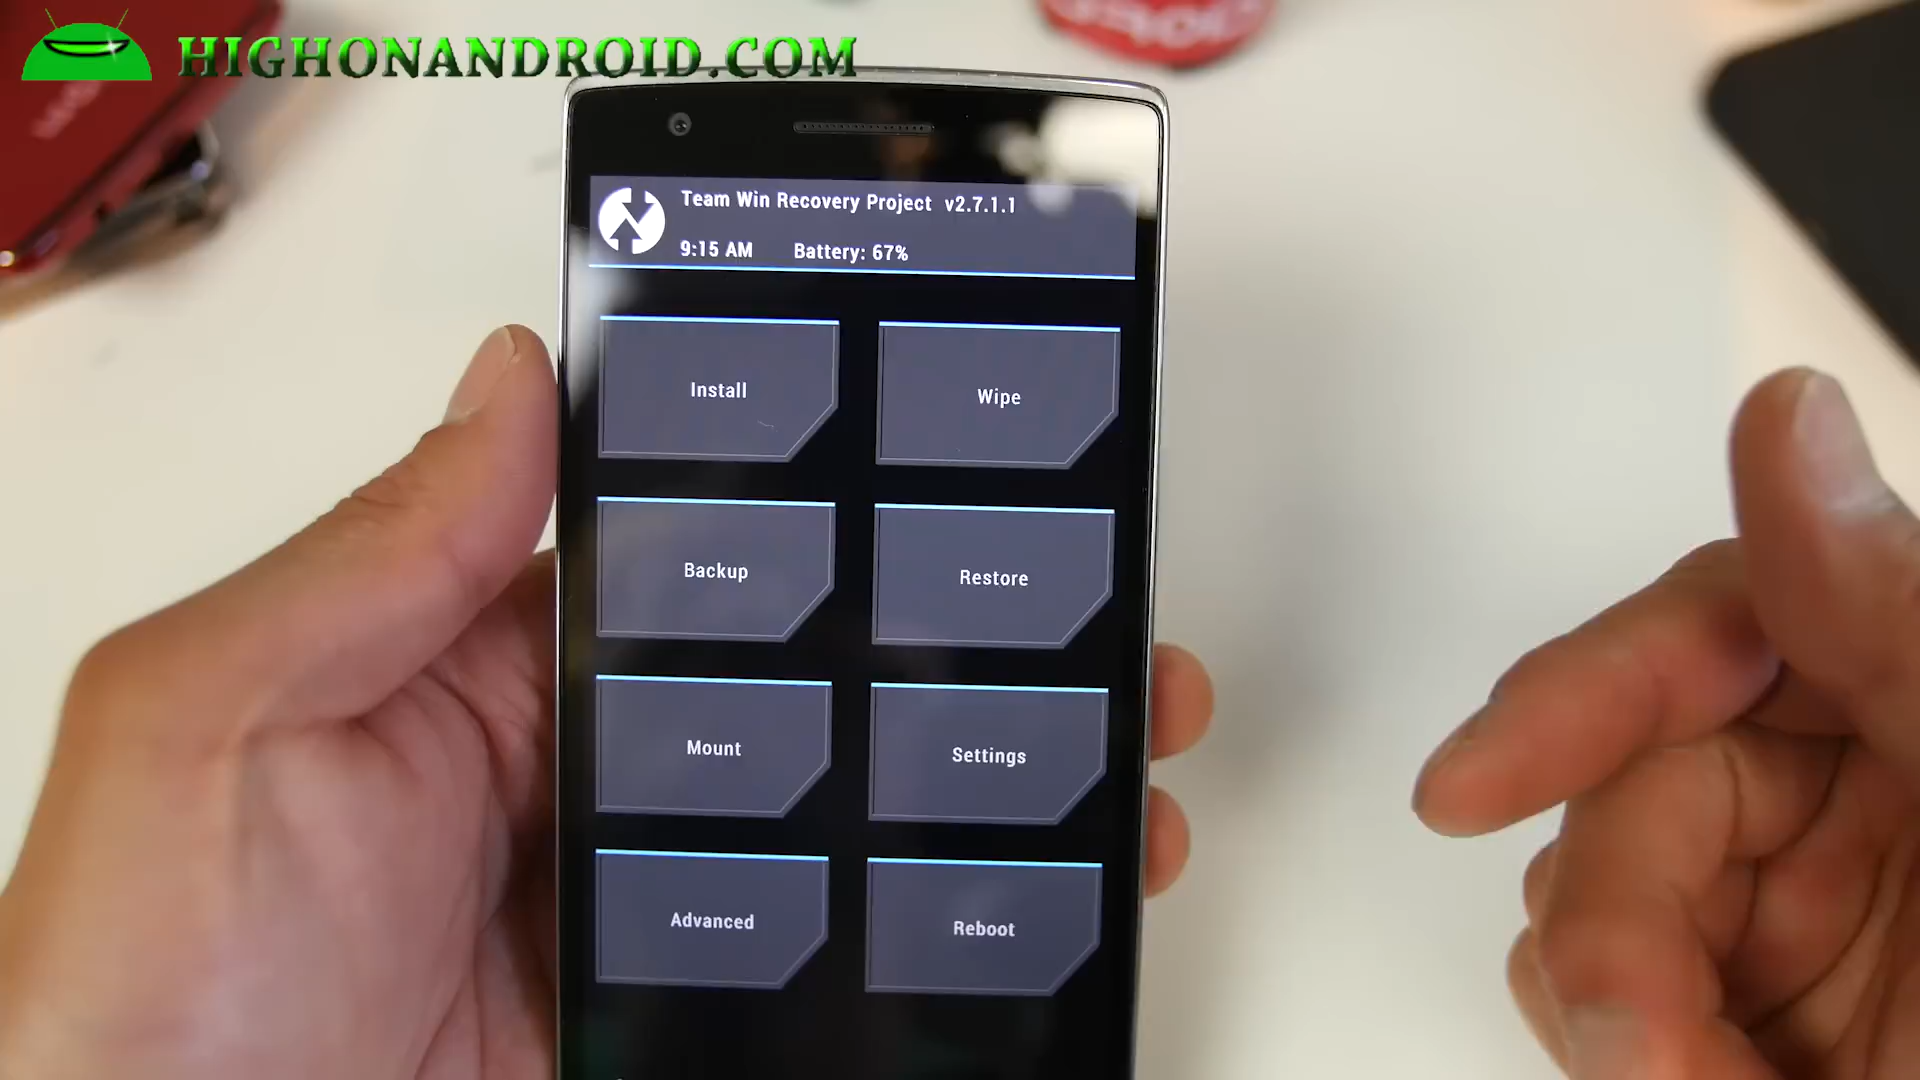 HIGHONANDROID.COM
Team Win Recovery Project v2.7.1.1
9:15 AM Battery: 67%
Install
Wipe
Backup
Restore
Mount
Settings
Advanced
Reboot